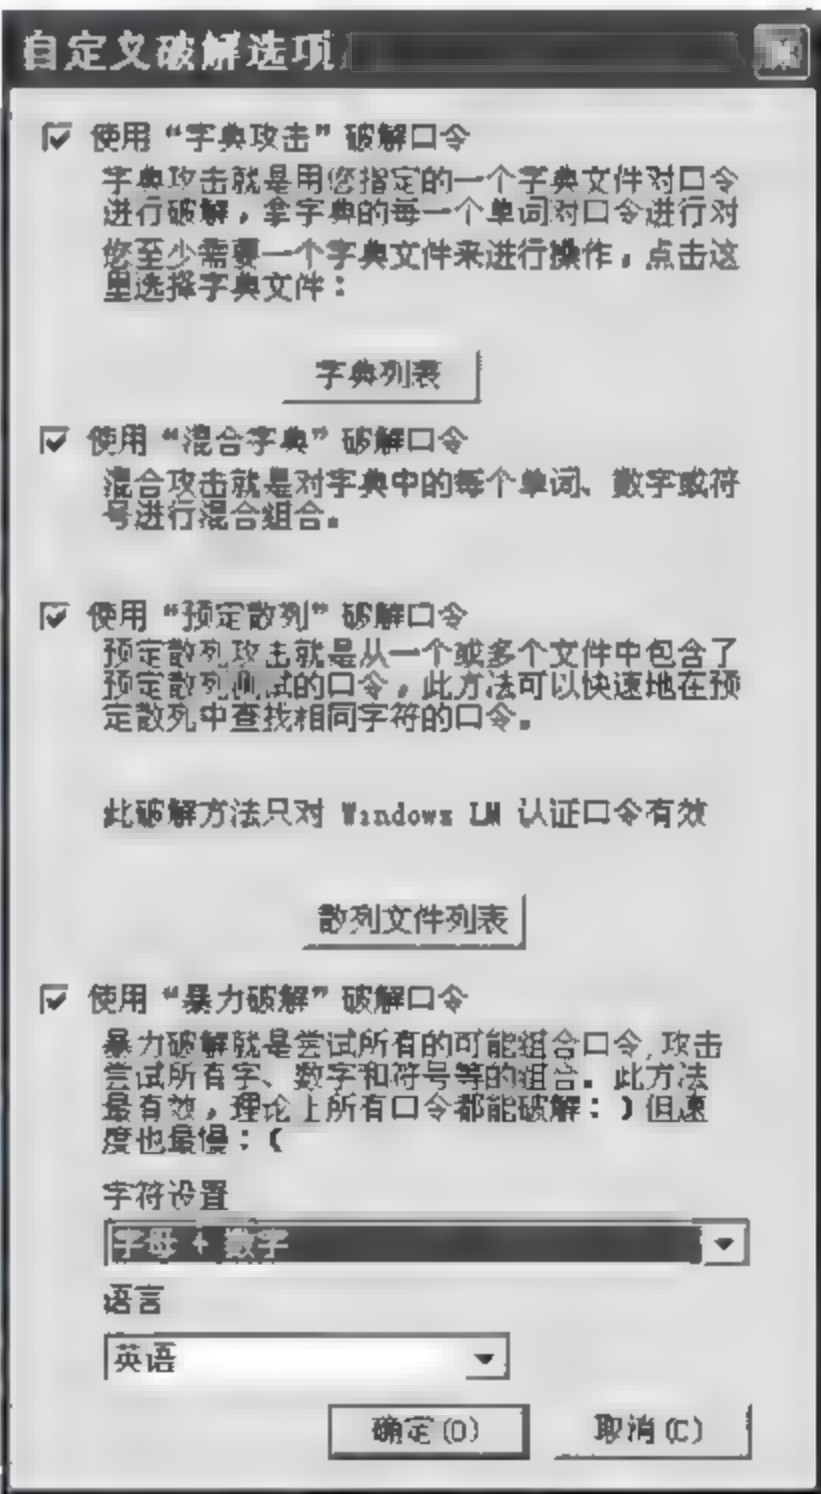 自定义破解选项
使用“字典攻击”破解口令
字典攻击就是用您指定的一个字典文件对口令
进行破解，拿字典的每一个单词对口令进行对
您至少需要一个字典文件来进行操作，点击这
里选择字典文件：
字典列表
使用“混合字典”破解口令
混合攻击就是对字典中的每个单词、数字或符
号进行混合组合。
使用“预定散列”破解口令
预定散列攻击就是从一个或多个文件中包含了
预定散列测试的口令，此方法可以快速地在预
定散列中查找相同字符的口令。
此破解方法只对 Windows LM 认证口令有效
散列文件列表
使用“暴力破解”破解口令
暴力破解就是尝试所有的可能组合口令,攻击
尝试所有字、数字和符号等的组合。此方法
最有效，理论上所有口令都能破解：)但速
度也最慢：(
字符设置
字母 + 数字
语言
英语
确定(O)
取消(C)